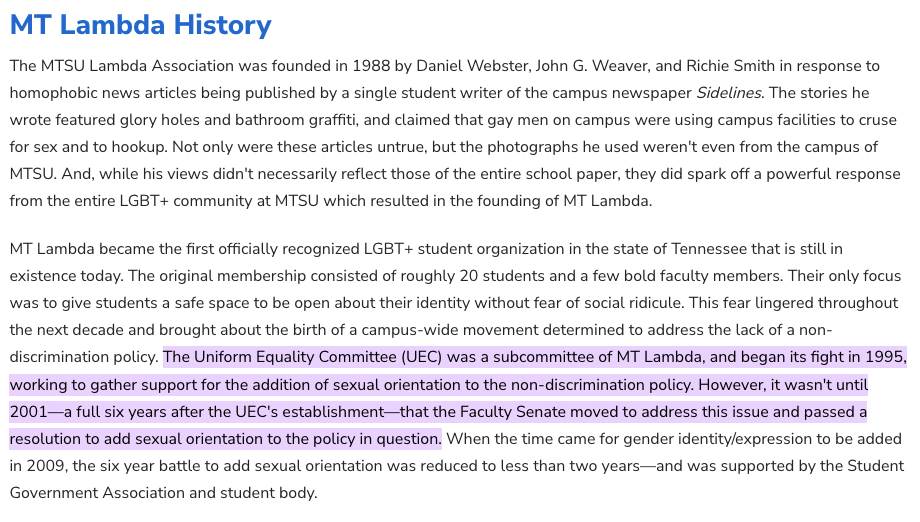 MT Lambda History
The MTSU Lambda Association was founded in 1988 by Daniel Webster, John G. Weaver, and Richie Smith in response to
homophobic news articles being published by a single student writer of the campus newspaper Sidelines. The stories he
wrote featured glory holes and bathroom graffiti, and claimed that gay men on campus were using campus facilities to cruse
for sex and to hookup. Not only were these articles untrue, but the photographs he used weren't even from the campus of
MTSU. And, while his views didn't necessarily reflect those of the entire school paper, they did spark off a powerful response
from the entire LGBT+ community at MTSU which resulted in the founding of MT Lambda.
MT Lambda became the first officially recognized LGBT+ student organization in the state of Tennessee that is still in
existence today. The original membership consisted of roughly 20 students and a few bold faculty members. Their only focus
was to give students a safe space to be open about their identity without fear of social ridicule. This fear lingered throughout
the next decade and brought about the birth of a campus-wide movement determined to address the lack of a non-
discrimination policy. The Uniform Equality Committee (UEC) was a subcommittee of MT Lambda, and began its fight in 1995,
working to gather support for the addition of sexual orientation to the non-discrimination policy. However, it wasn't until
2001—a full six years after the UEC's establishment—that the Faculty Senate moved to address this issue and passed a
resolution to add sexual orientation to the policy in question. When the time came for gender identity/expression to be added
in 2009, the six year battle to add sexual orientation was reduced to less than two years—and was supported by the Student
Government Association and student body.